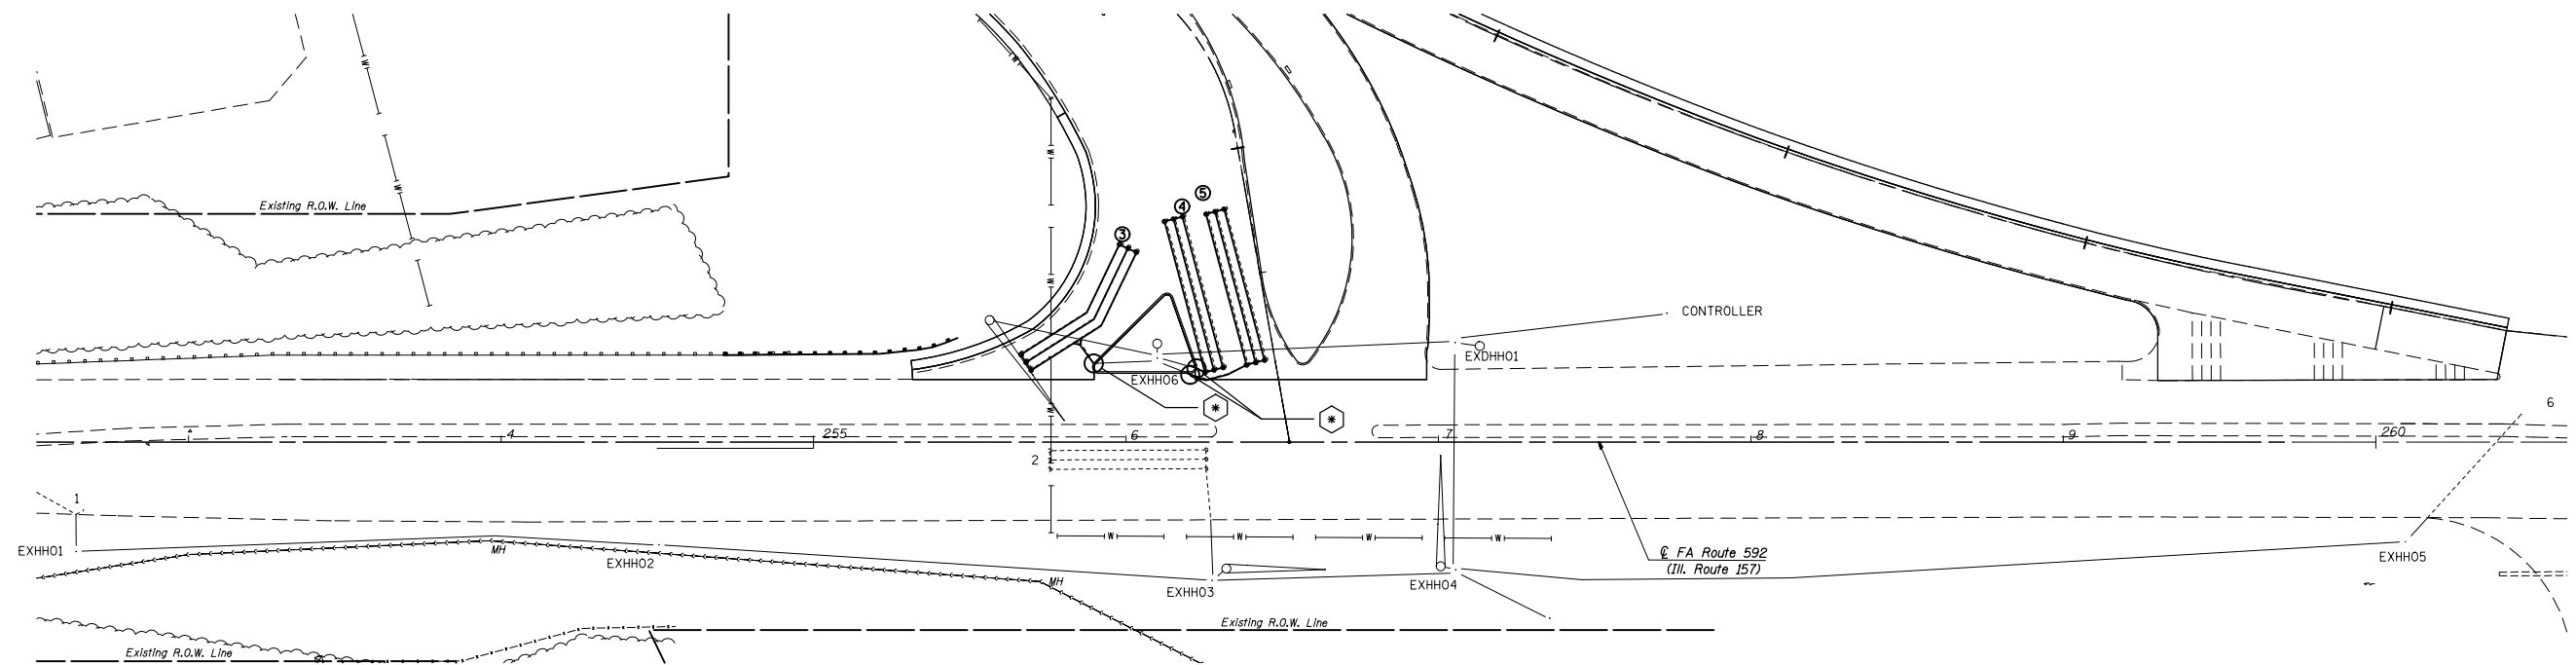 W
W
W
W
Existing R.O.W. Line
W
5
4
3
W
CONTROLLER
EXDHH01
EXHH06
*
*
W
6
4
255
6
7
8
9
260
2
W
1
EXHH01
MH
EXHH02
W
W
W
W
MH
EXHH03
EXHH04
℄ FA Route 592
(Ill. Route 157)
EXHH05
Existing R.O.W. Line
Existing R.O.W. Line